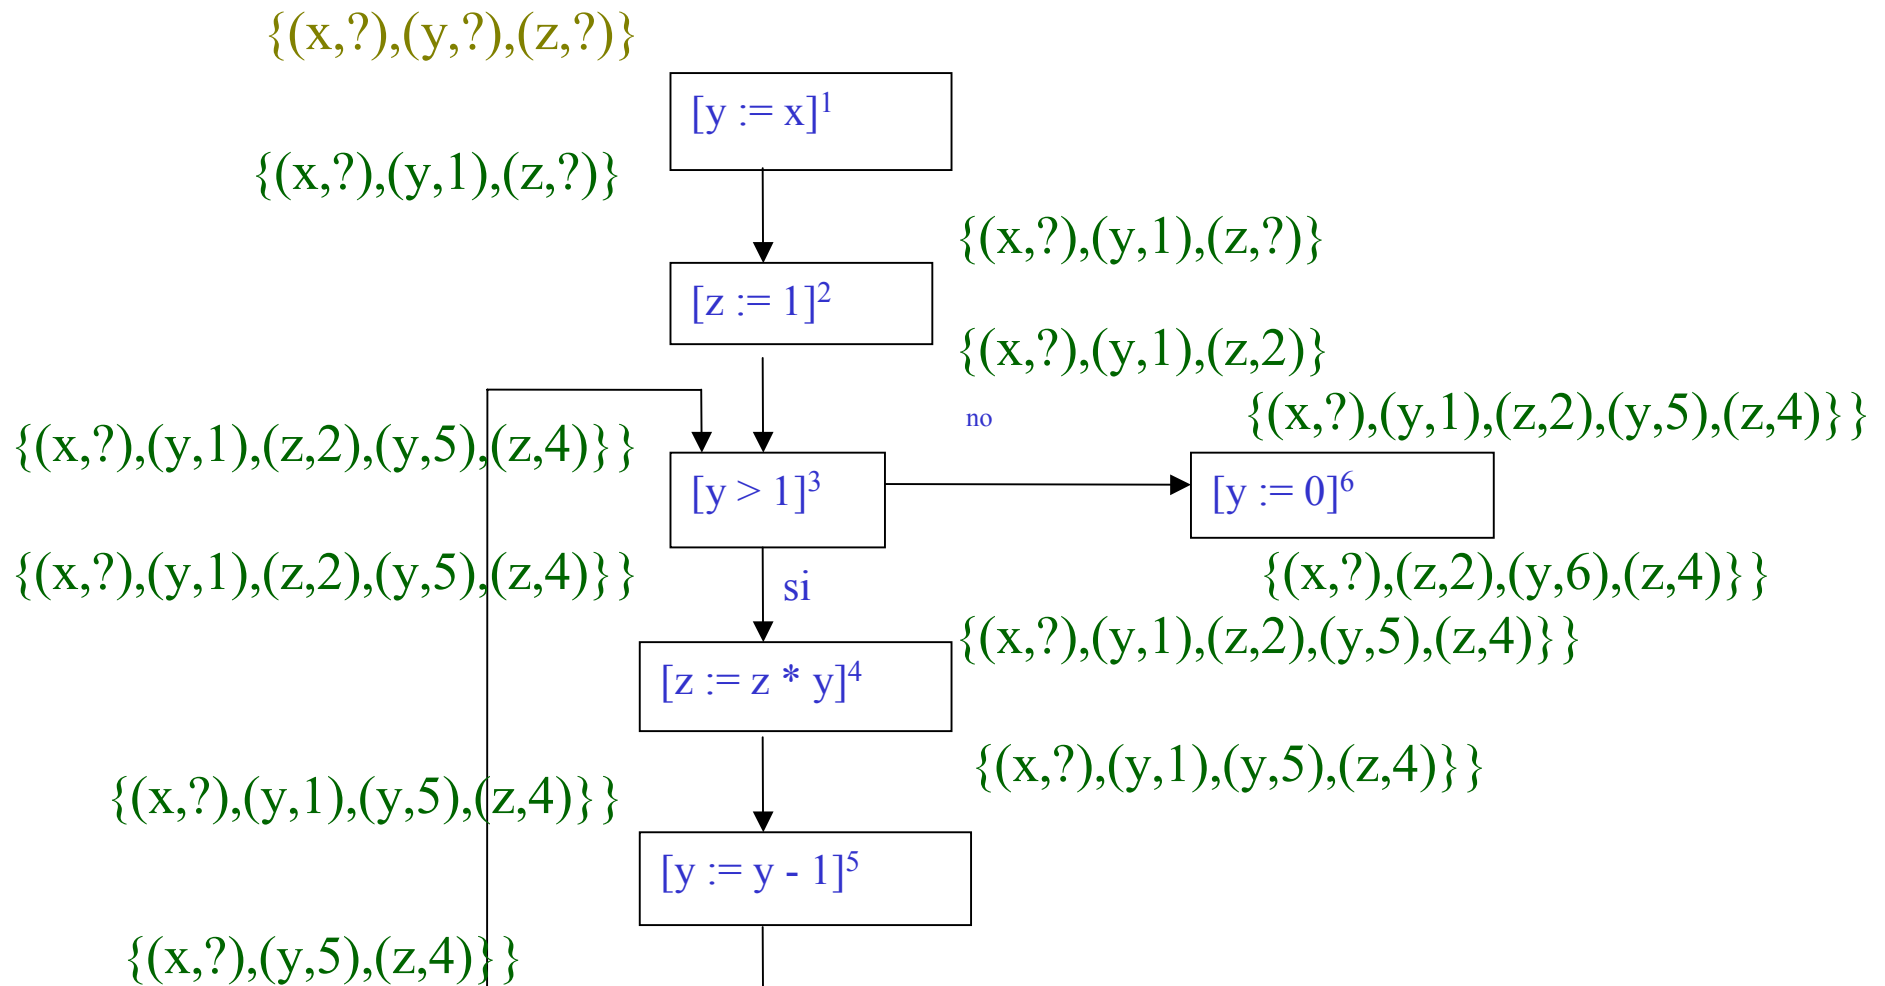 {(x,?),(y,?),(z,?)}
[y := x]¹
{(x,?),(y,1),(z,?)}
{(x,?),(y,1),(z,?)}
[z := 1]²
{(x,?),(y,1),(z,2)}
no
{(x,?),(y,1),(z,2),(y,5),(z,4)}}
{(x,?),(y,1),(z,2),(y,5),(z,4)}}
[y > 1]³
[y := 0]⁶
{(x,?),(y,1),(z,2),(y,5),(z,4)}}
si
{(x,?),(z,2),(y,6),(z,4)}}
{(x,?),(y,1),(z,2),(y,5),(z,4)}}
[z := z * y]⁴
{(x,?),(y,1),(y,5),(z,4)}}
{(x,?),(y,1),(y,5),(z,4)}}
[y := y - 1]⁵
{(x,?),(y,5),(z,4)}}